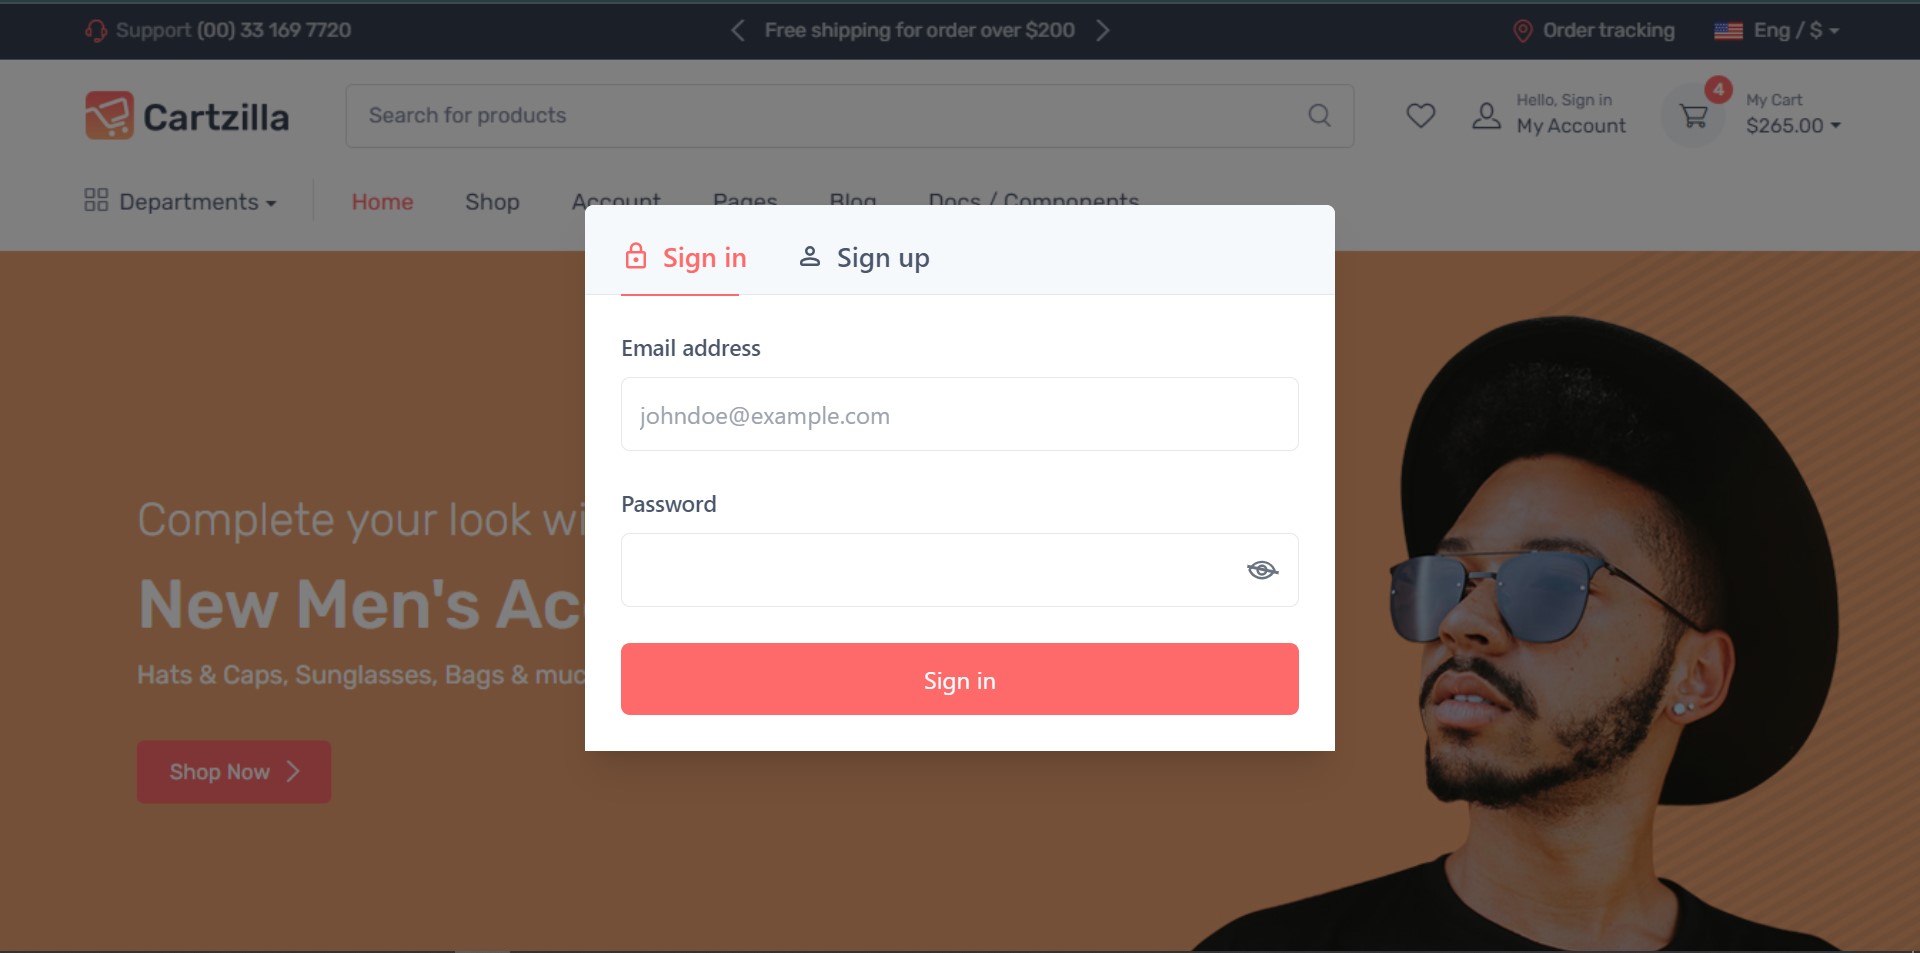 Support (00) 33 169 7720
Free shipping for order over $200
Order tracking
Eng / $
Cartzilla
Search for products
Hello, Sign in
My Account
4
My Cart
$265.00
Departments
Home
Shop
Account
Pages
Blog
Docs / Components
Sign in
Sign up
Email address
johndoe@example.com
Password
Sign in
Complete your look
New Men's
Hats & Caps, Sunglasses, Bags &
Shop Now